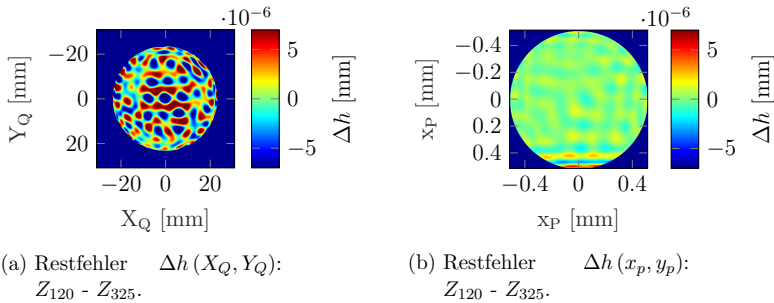 ·10⁻⁶
−20
0
20
Y_Q [mm]
−20
0
20
X_Q [mm]
5
0
−5
Δh [mm]
·10⁻⁶
−0.4
−0.2
0
0.2
0.4
x_P [mm]
−0.4
0
0.4
x_P [mm]
5
0
−5
Δh [mm]
(a) Restfehler Δh (X_Q, Y_Q):
Z_120 - Z_325.
(b) Restfehler Δh (x_p, y_p):
Z_120 - Z_325.